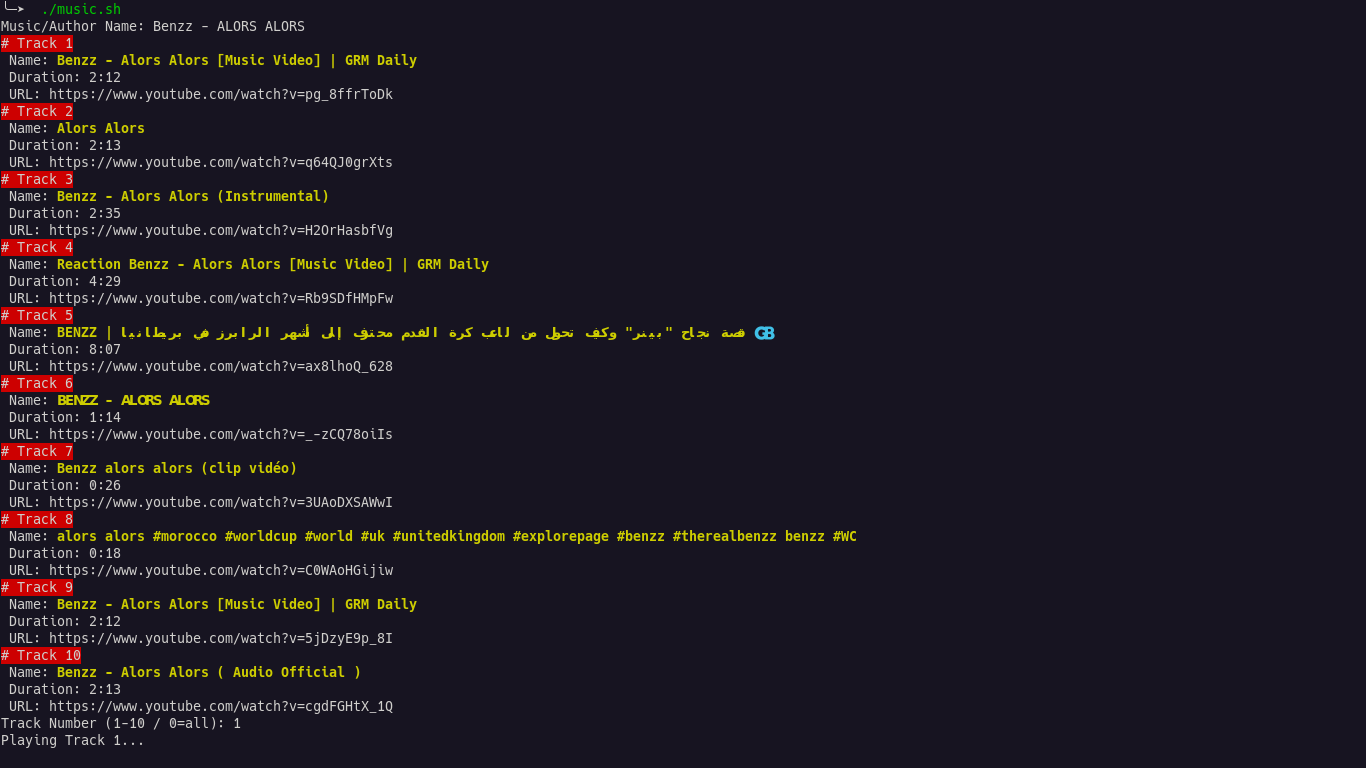 ./music.sh
Music/Author Name: Benzz - ALORS ALORS
# Track 1
Name: Benzz - Alors Alors [Music Video] | GRM Daily
Duration: 2:12
URL: https://www.youtube.com/watch?v=pg_8ffrToDk
# Track 2
Name: Alors Alors
Duration: 2:13
URL: https://www.youtube.com/watch?v=q64QJ0grXts
# Track 3
Name: Benzz - Alors Alors (Instrumental)
Duration: 2:35
URL: https://www.youtube.com/watch?v=H2OrHasbfVg
# Track 4
Name: Reaction Benzz - Alors Alors [Music Video] | GRM Daily
Duration: 4:29
URL: https://www.youtube.com/watch?v=Rb9SDfHMpFw
# Track 5
Name: BENZZ | قصة نجاح "بينز" وكيف تحول من لاعب كرة القدم محترف إلى أشهر الرابرز في بريطانيا GB
Duration: 8:07
URL: https://www.youtube.com/watch?v=ax8lhoQ_628
# Track 6
Name: BENZZ - ALORS ALORS
Duration: 1:14
URL: https://www.youtube.com/watch?v=_-zCQ78oiIs
# Track 7
Name: Benzz alors alors (clip vidéo)
Duration: 0:26
URL: https://www.youtube.com/watch?v=3UAoDXSAWwI
# Track 8
Name: alors alors #morocco #worldcup #world #uk #unitedkingdom #explorepage #benzz #therealbenzz benzz #WC
Duration: 0:18
URL: https://www.youtube.com/watch?v=C0WAoHGijiw
# Track 9
Name: Benzz - Alors Alors [Music Video] | GRM Daily
Duration: 2:12
URL: https://www.youtube.com/watch?v=5jDzyE9p_8I
# Track 10
Name: Benzz - Alors Alors ( Audio Official )
Duration: 2:13
URL: https://www.youtube.com/watch?v=cgdFGHtX_1Q
Track Number (1-10 / 0=all): 1
Playing Track 1...